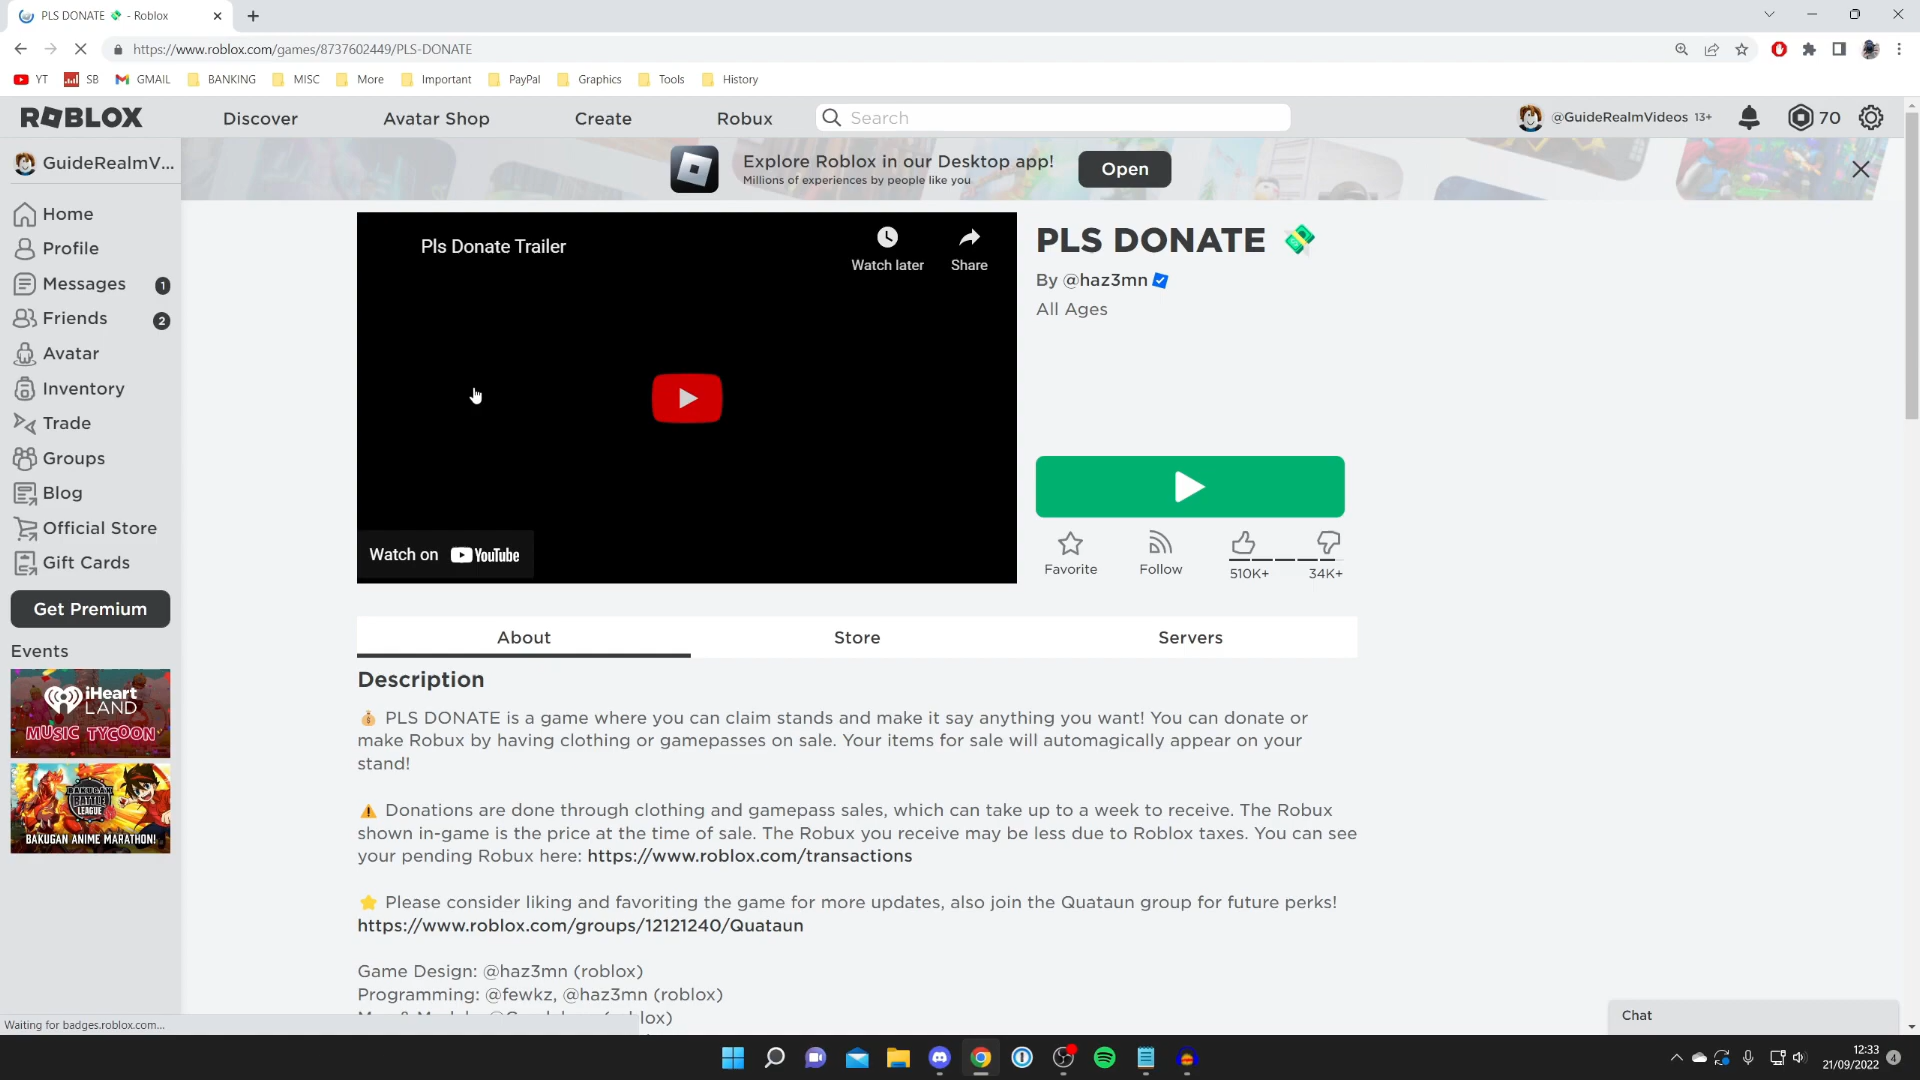 PLS DONATE 💸 - Roblox
https://www.roblox.com/games/8737602449/PLS-DONATE
YT
SB
GMAIL
BANKING
MISC
More
Important
PayPal
Graphics
Tools
History
ROBLOX
Discover
Avatar Shop
Create
Robux
Search
@GuideRealmVideos 13+
70
GuideRealmV...
Explore Roblox in our Desktop app!
Millions of experiences by people like you
Open
Home
Profile
Messages 1
Friends 2
Avatar
Inventory
Trade
Groups
Blog
Official Store
Gift Cards
Get Premium
Events
iHeart
LAND
MUSIC TYCOON
BAKUGAN
BATTLE
LEAGUE
BAKUGAN ANIME MARATHON!
Pls Donate Trailer
Watch later
Share
Watch on YouTube
PLS DONATE 💸
By @haz3mn
All Ages
Favorite
Follow
510K+
34K+
About
Store
Servers
Description
💰 PLS DONATE is a game where you can claim stands and make it say anything you want! You can donate or
make Robux by having clothing or gamepasses on sale. Your items for sale will automagically appear on your
stand!
⚠️ Donations are done through clothing and gamepass sales, which can take up to a week to receive. The Robux
shown in-game is the price at the time of sale. The Robux you receive may be less due to Roblox taxes. You can see
your pending Robux here: https://www.roblox.com/transactions
⭐ Please consider liking and favoriting the game for more updates, also join the Quataun group for future perks!
https://www.roblox.com/groups/12121240/Quataun
Game Design: @haz3mn (roblox)
Programming: @fewkz, @haz3mn (roblox)
Waiting for badges.roblox.com...
Chat
12:33
21/09/2022
4